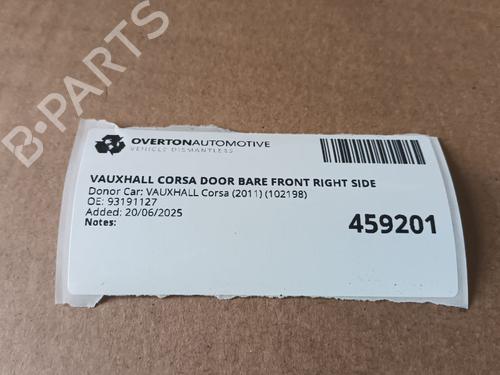 B-PARTS
OVERTONAUTOMOTIVE
VEHICLE DISMANTLESS
VAUXHALL CORSA DOOR BARE FRONT RIGHT SIDE
Donor Car: VAUXHALL Corsa (2011) (102198)
OE: 93191127
Added: 20/06/2025
Notes:
459201